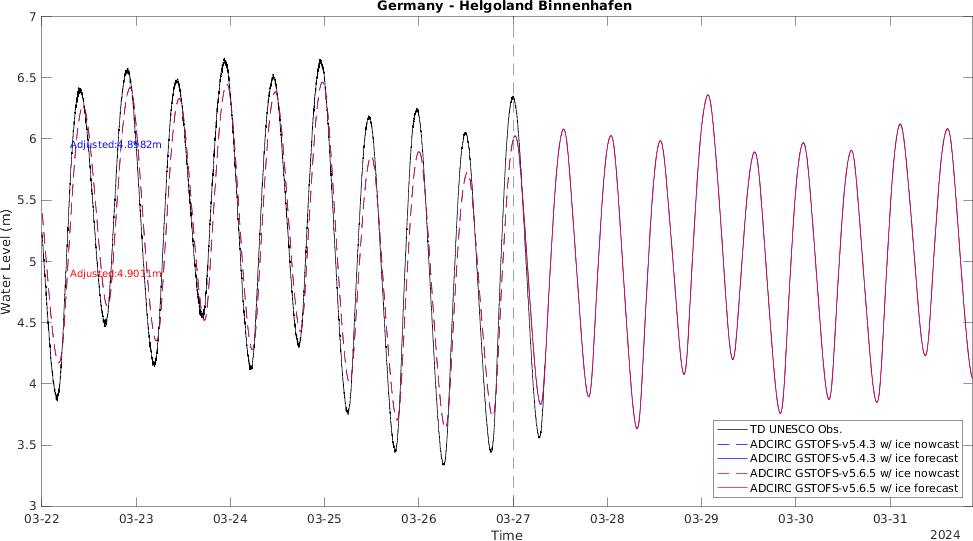 Germany - Helgoland Binnenhafen
7
6.5
6
5.5
5
4.5
4
3.5
3
Water Level (m)
Adjusted:4.8982m
Adjusted:4.9011m
TD UNESCO Obs.
ADCIRC GSTOFS-v5.4.3 w/ ice nowcast
ADCIRC GSTOFS-v5.4.3 w/ ice forecast
ADCIRC GSTOFS-v5.6.5 w/ ice nowcast
ADCIRC GSTOFS-v5.6.5 w/ ice forecast
03-22 03-23 03-24 03-25 03-26 03-27 03-28 03-29 03-30 03-31
Time
2024